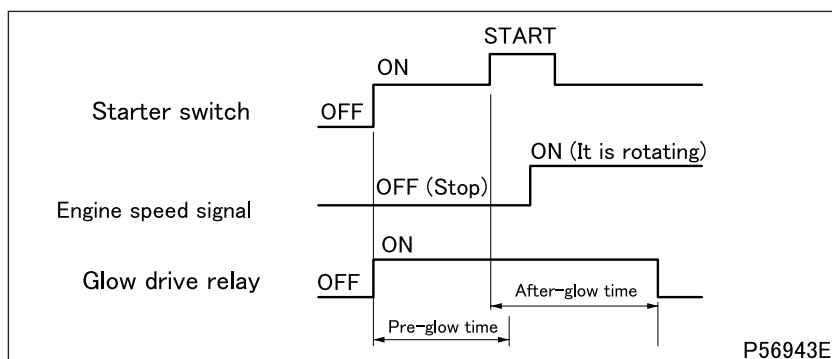 START
ON
Starter switch
OFF
ON (It is rotating)
OFF (Stop)
Engine speed signal
ON
Glow drive relay
OFF
After-glow time
Pre-glow time
P56943E